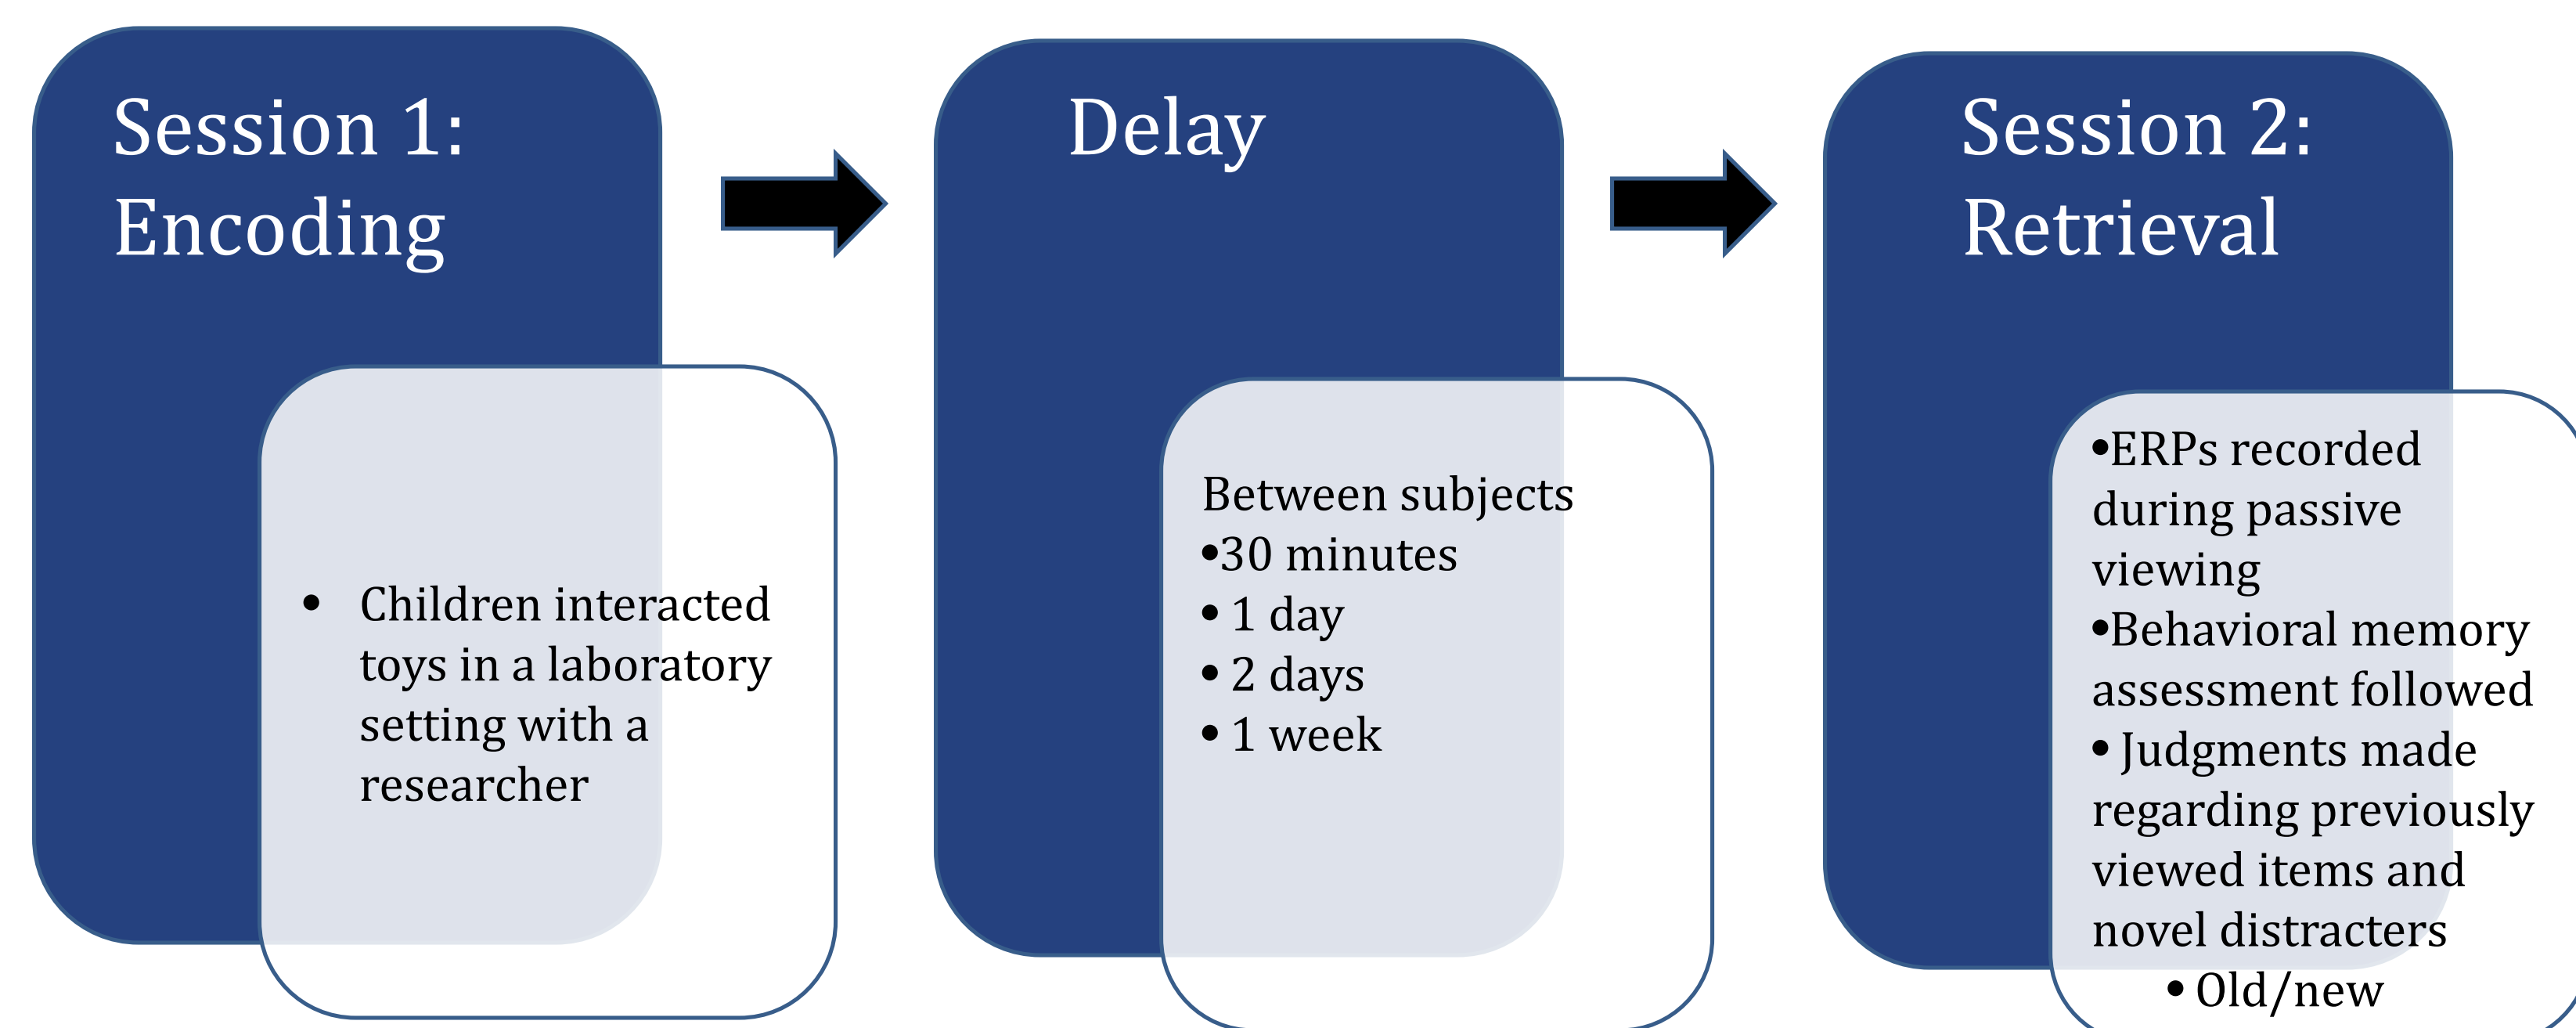 Session 1:
Encoding
• Children interacted
toys in a laboratory
setting with a
researcher
Delay
Between subjects
•30 minutes
• 1 day
• 2 days
• 1 week
Session 2:
Retrieval
•ERPs recorded
during passive
viewing
•Behavioral memory
assessment followed
• Judgments made
regarding previously
viewed items and
novel distracters
• Old/new